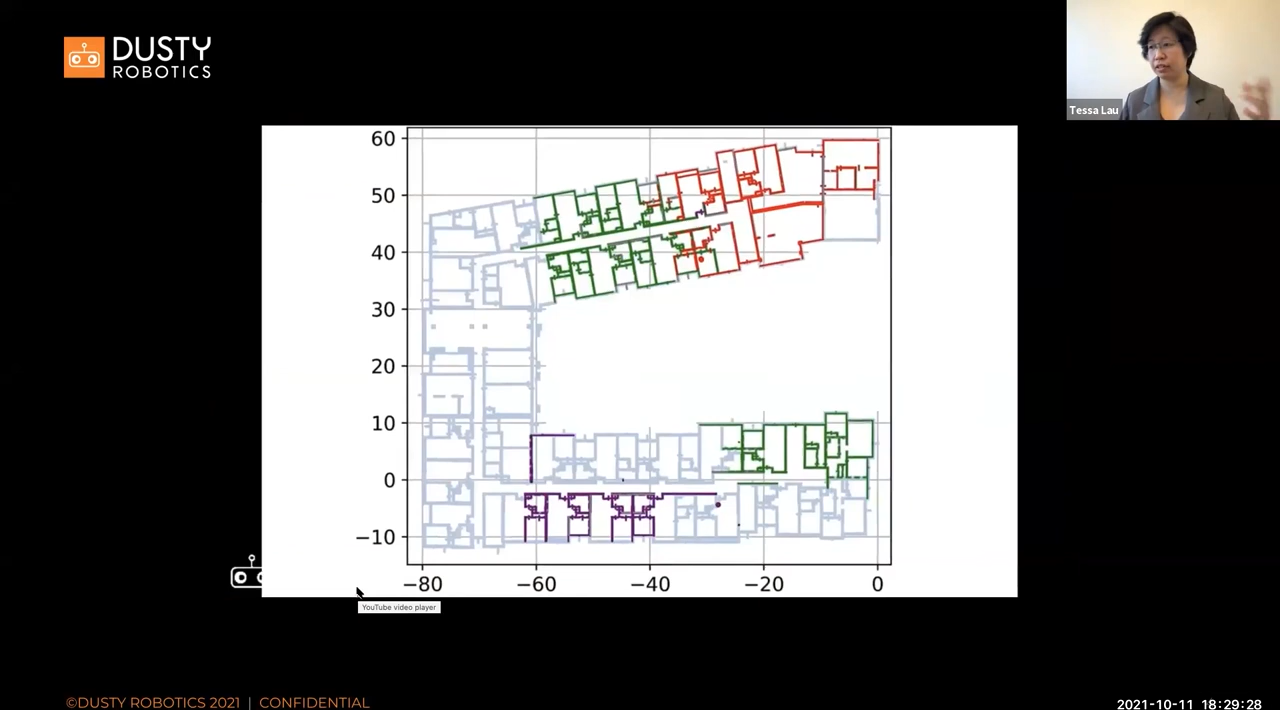 DUSTY
ROBOTICS
Tessa Lau
60
50
40
30
20
10
0
−10
−80
−60
−40
−20
0
YouTube video player
©DUSTY ROBOTICS 2021 | CONFIDENTIAL
2021-10-11 18:29:28